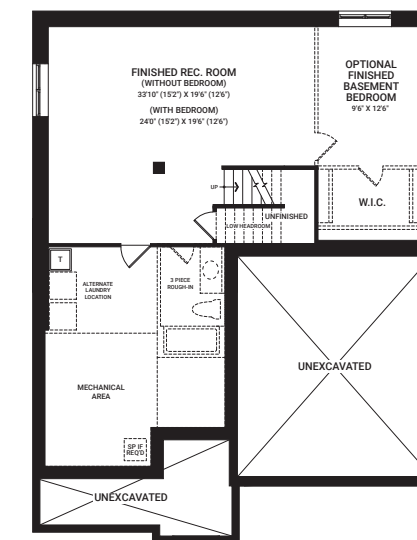 FINISHED REC. ROOM
(WITHOUT BEDROOM)
33'10" (15'2") X 19'6" (12'6")
(WITH BEDROOM)
24'0" (15'2") X 19'6" (12'6")
OPTIONAL
FINISHED
BASEMENT
BEDROOM
9'6" X 12'6"
UP
W.I.C.
UNFINISHED
LOW HEADROOM
T
ALTERNATE
LAUNDRY
LOCATION
3 PIECE
ROUGH-IN
UNEXCAVATED
MECHANICAL
AREA
SP IF
REQ'D
UNEXCAVATED